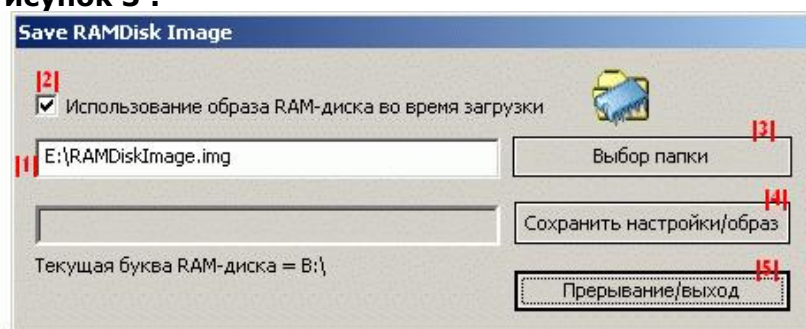 исунок 3 .
Save RAMDisk Image
|2|
Использование образа RAM-диска во время загрузки
|3|
|1| E:\RAMDiskImage.img
Выбор папки
|4|
Сохранить настройки/образ
Текущая буква RAM-диска = B:\
|5|
Прерывание/выход